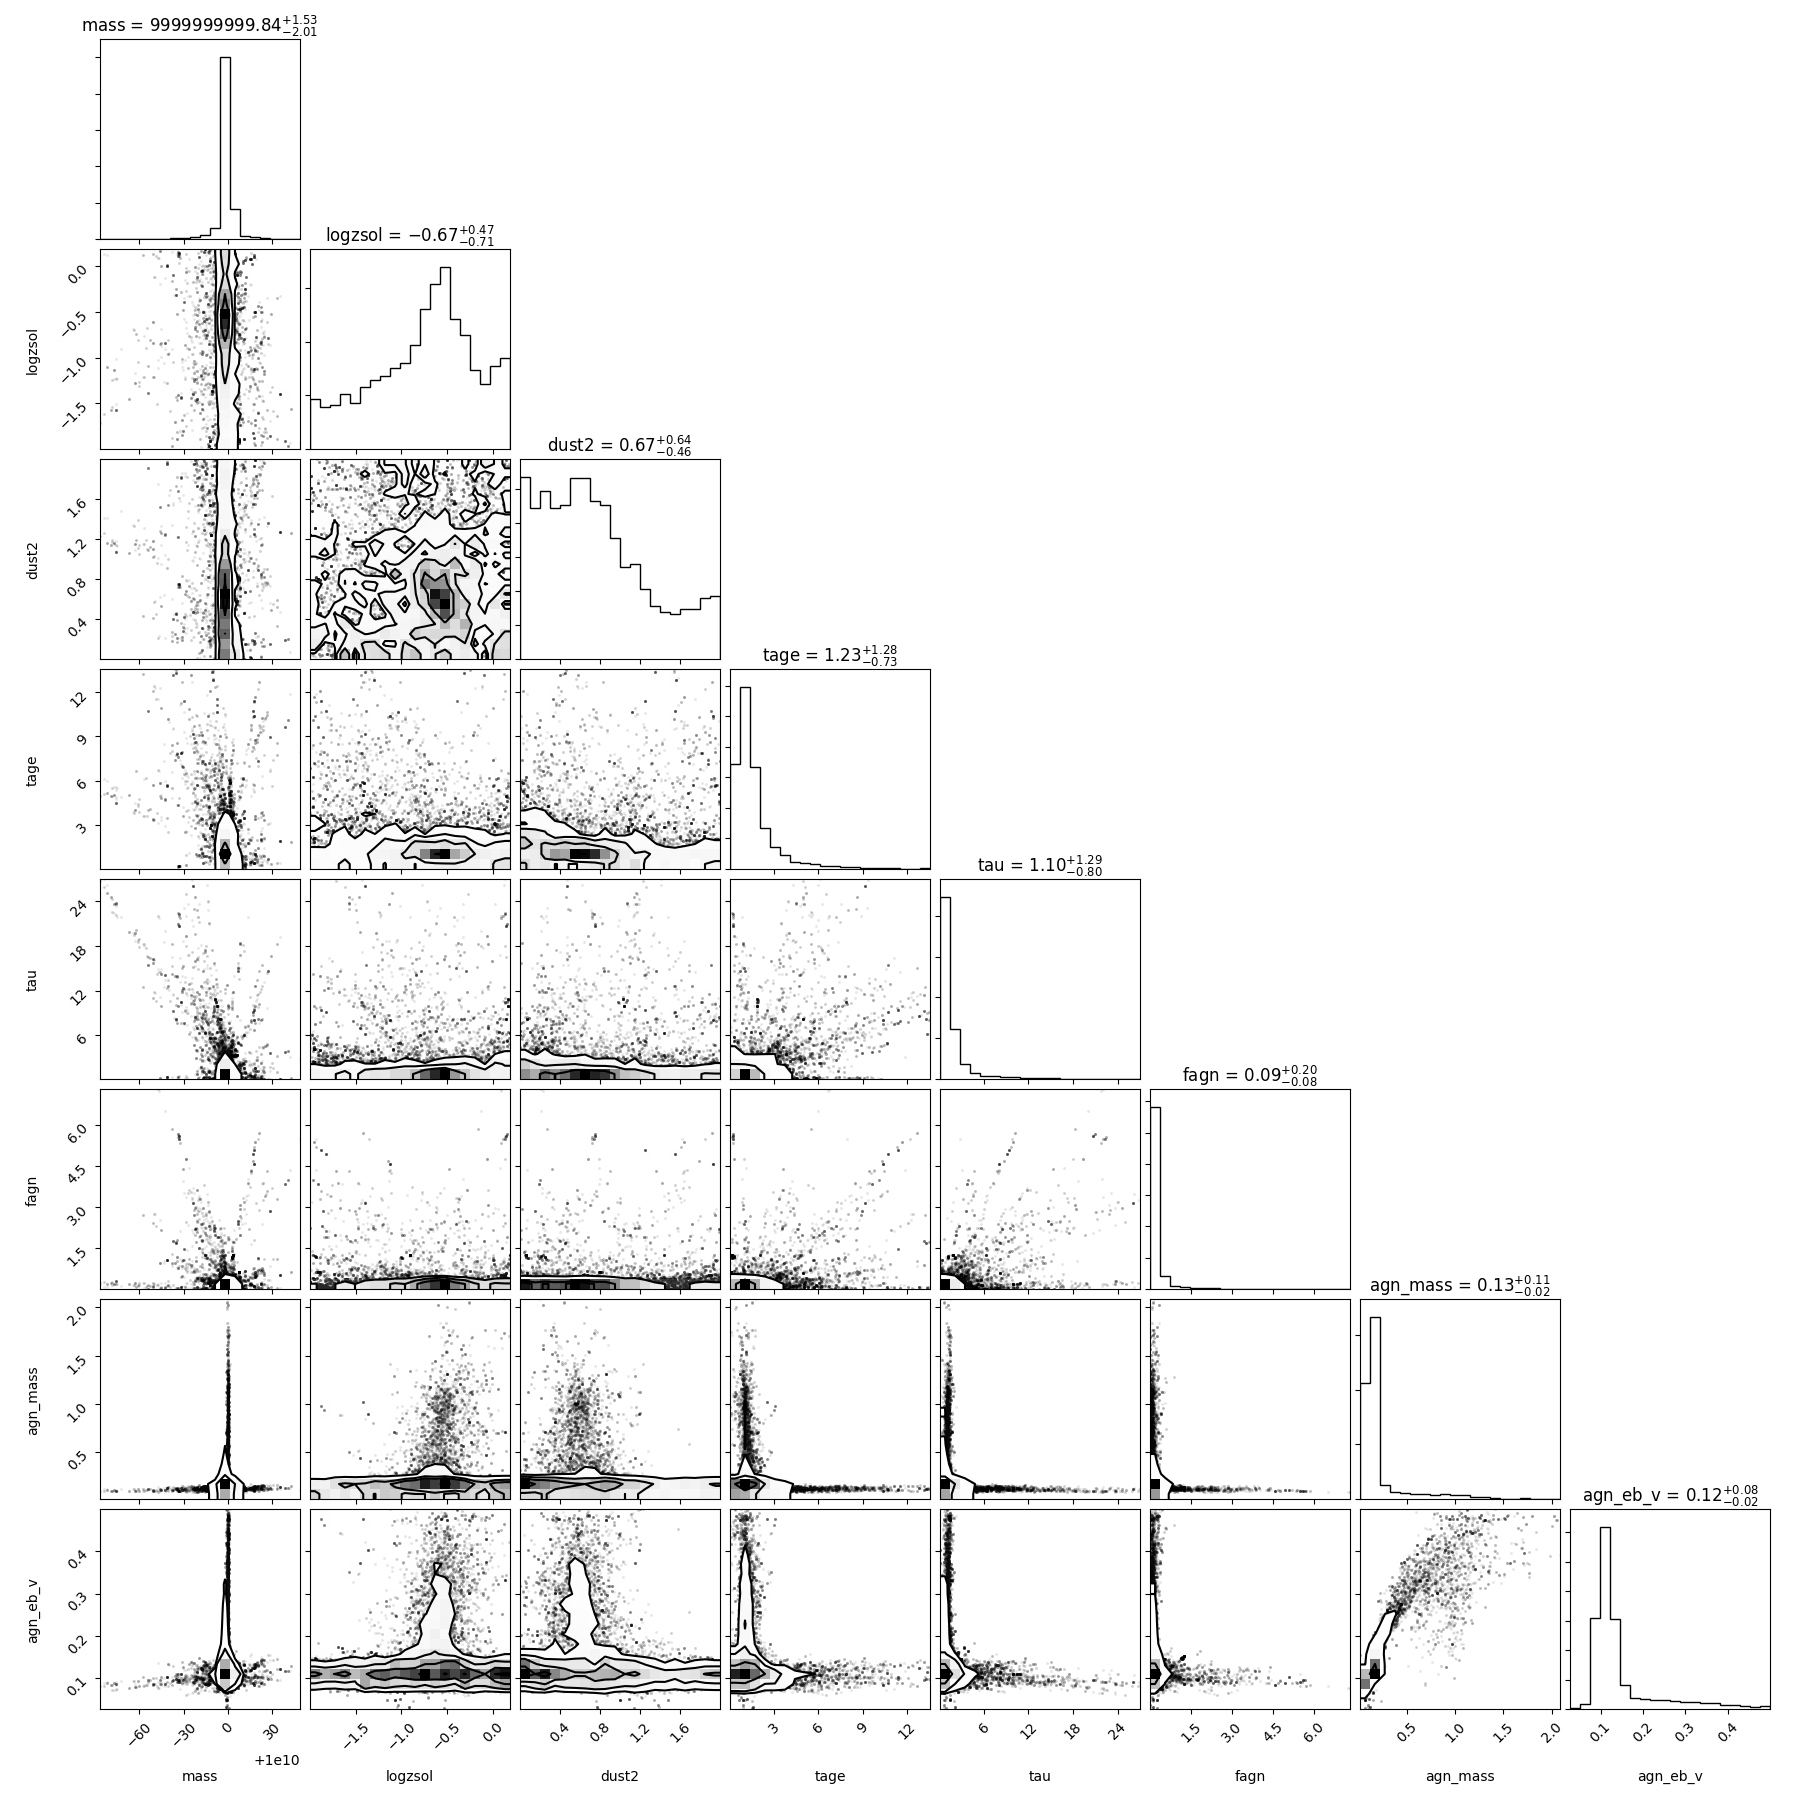 mass = 9999999999.84+1.53−2.01
logzsol = −0.67+0.47−0.71
0.0
−0.5
−1.0
−1.5
logzsol
dust2 = 0.67+0.64−0.46
1.6
1.2
0.8
0.4
dust2
tage = 1.23+1.28−0.73
12
9
6
3
tage
tau = 1.10+1.29−0.80
24
18
12
6
tau
fagn = 0.09+0.20−0.08
6.0
4.5
3.0
1.5
fagn
agn_mass = 0.13+0.11−0.02
2.0
1.5
1.0
0.5
agn_mass
agn_eb_v = 0.12+0.08−0.02
0.4
0.3
0.2
0.1
agn_eb_v
−60 0 30 −1.5 −1.0 −0.5 0.0 0.4 0.8 1.2 1.6 3 6 9 12 6 12 18 24 1.5 3.0 4.5 6.0 0.5 1.0 1.5 2.0 0.1 0.2 0.3 0.4
−30
+1e10
mass logzsol dust2 tage tau fagn agn_mass agn_eb_v